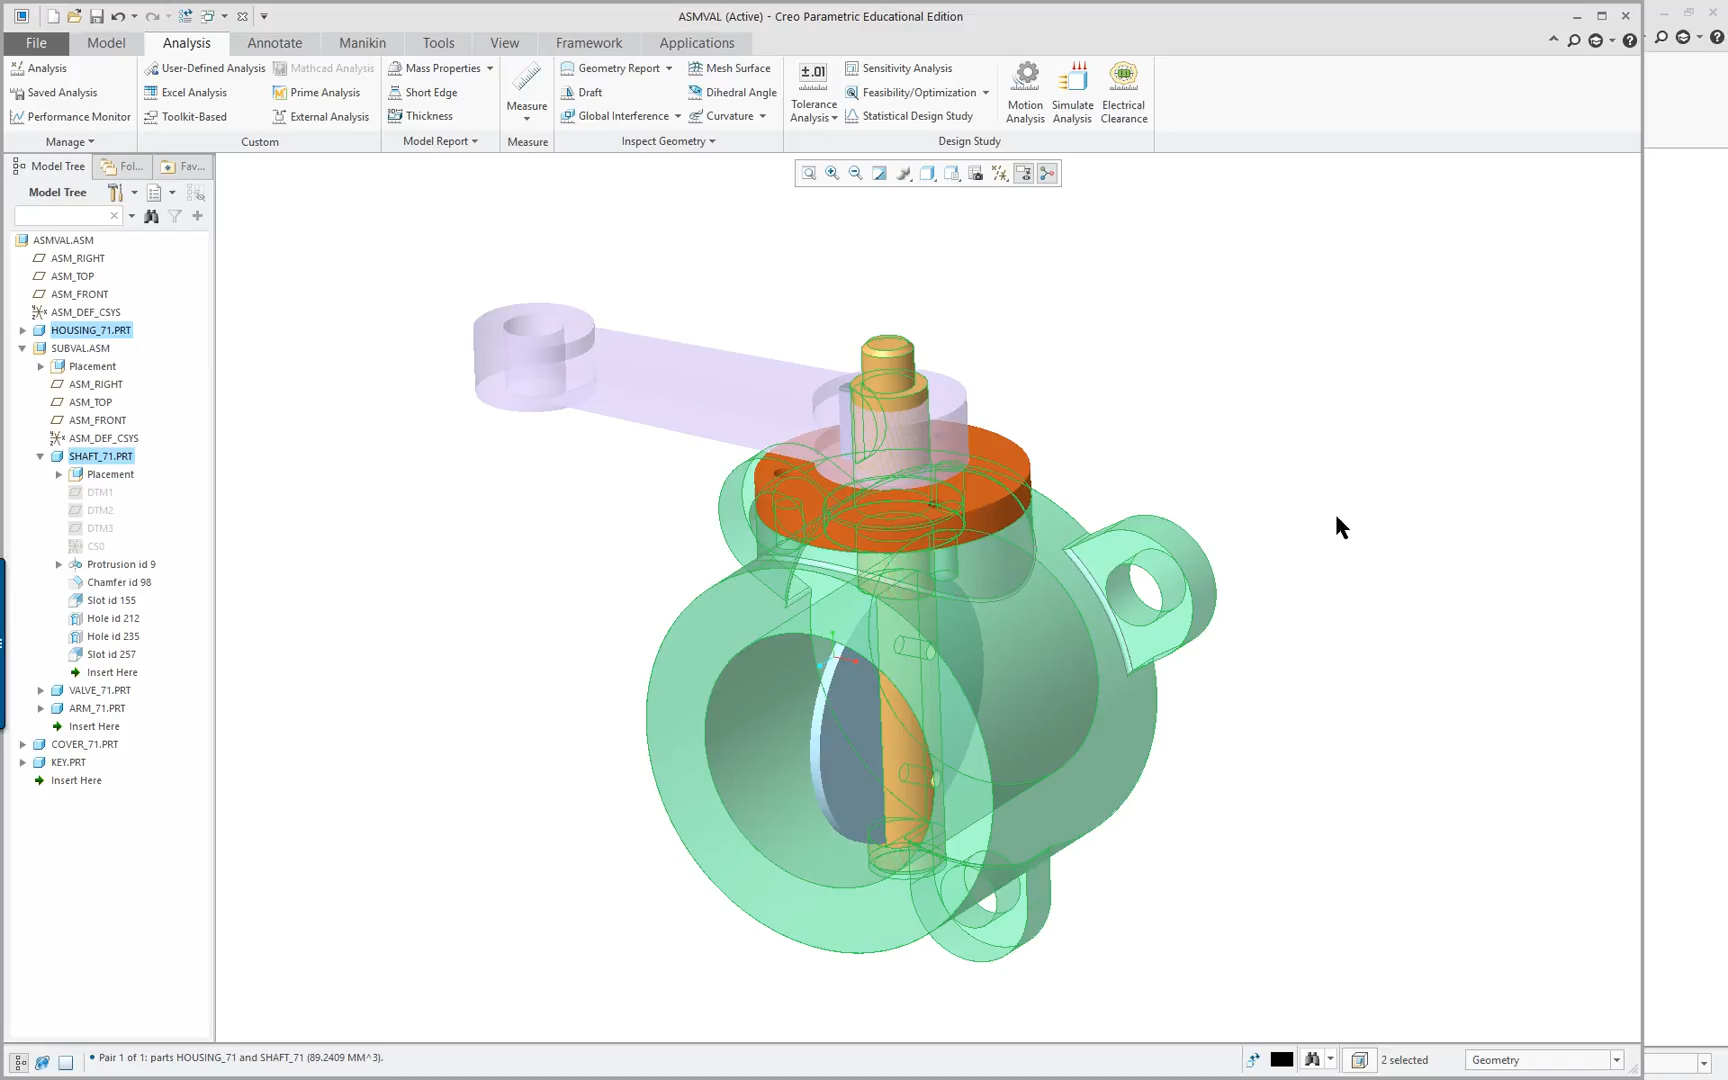 ASMVAL (Active) - Creo Parametric Educational Edition
File
Model
Analysis
Annotate
Manikin
Tools
View
Framework
Applications
Analysis
Saved Analysis
Performance Monitor
Manage
User-Defined Analysis
Excel Analysis
Toolkit-Based
Mathcad Analysis
Prime Analysis
External Analysis
Custom
Mass Properties
Short Edge
Thickness
Model Report
Measure
Measure
Geometry Report
Draft
Global Interference
Mesh Surface
Dihedral Angle
Curvature
Inspect Geometry
±.01
Tolerance
Analysis
Sensitivity Analysis
Feasibility/Optimization
Statistical Design Study
Motion
Analysis
Simulate
Analysis
Electrical
Clearance
Design Study
Model Tree
Fol...
Fav...
Model Tree
ASMVAL.ASM
ASM_RIGHT
ASM_TOP
ASM_FRONT
ASM_DEF_CSYS
HOUSING_71.PRT
SUBVAL.ASM
Placement
ASM_RIGHT
ASM_TOP
ASM_FRONT
ASM_DEF_CSYS
SHAFT_71.PRT
Placement
DTM1
DTM2
DTM3
CS0
Protrusion id 9
Chamfer id 98
Slot id 155
Hole id 212
Hole id 235
Slot id 257
Insert Here
VALVE_71.PRT
ARM_71.PRT
Insert Here
COVER_71.PRT
KEY.PRT
Insert Here
• Pair 1 of 1: parts HOUSING_71 and SHAFT_71 (89.2409 MM^3).
2 selected
Geometry